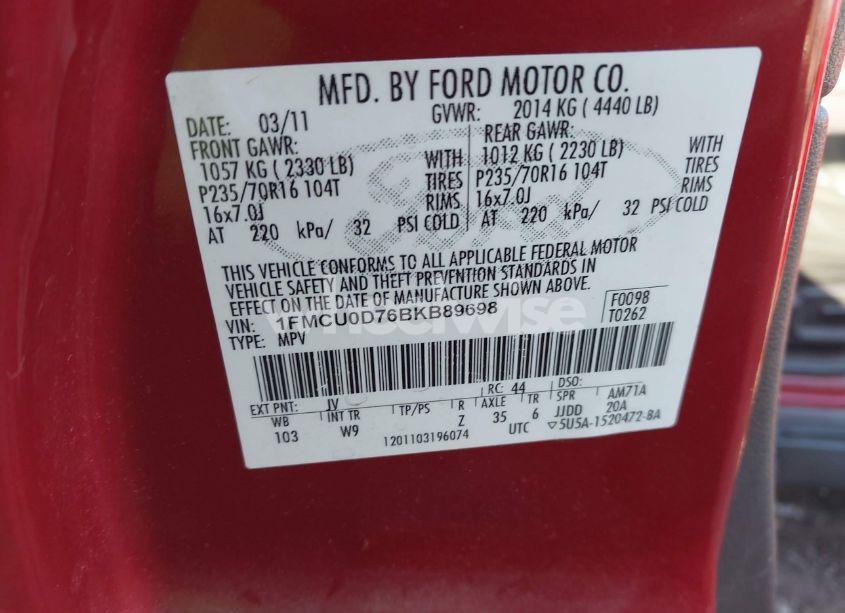 MFD. BY FORD MOTOR CO.
DATE: 03/11 GVWR: 2014 KG ( 4440 LB)
FRONT GAWR: REAR GAWR:
1057 KG ( 2330 LB) WITH 1012 KG ( 2230 LB) WITH
P235/70R16 104T TIRES P235/70R16 104T TIRES
16x7.0J RIMS 16x7.0J RIMS
AT 220 kPa/ 32 PSI COLD AT 220 kPa/ 32 PSI COLD
THIS VEHICLE CONFORMS TO ALL APPLICABLE FEDERAL MOTOR
VEHICLE SAFETY AND THEFT PREVENTION STANDARDS IN
EFFECT ON THE DATE OF MANUFACTURE SHOWN ABOVE.
VIN: 1FMCU0D76BKB89698 F0098
TYPE: MPV T0262
wheelwise
RC: 44 DSO:
EXT PNT: JV AM71A
WB INT TR TP/PS R AXLE TR SPR 20A
103 W9 Z 35 6 JJDD
1201103196074 UTC ▽5U5A-1520472-BA